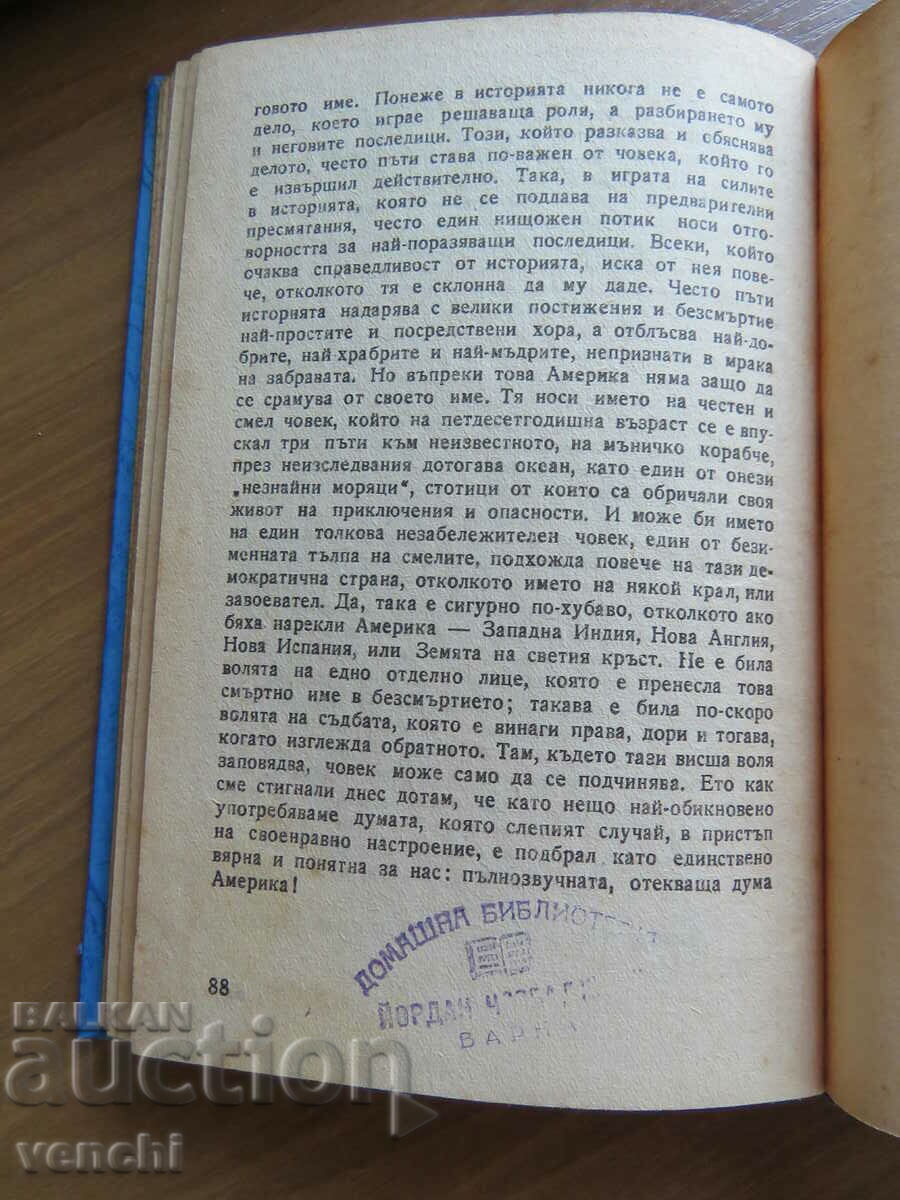 говото име. Понеже в историята никога не е самото
дело, което играе решаваща роля, а разбирането му
и неговите последици. Този, който разказва и обяснява
делото, често пъти става по-важен от човека, който го
е извършил действително. Така, в играта на силите
в историята, която не се поддава на предварителни
пресмягания, често един нищожен потик носи отго-
ворността за най-поразяващи последици. Всеки, който
очаква справедливост от историята, иска от нея пове-
че, отколкото тя е склонна да му даде. Често пъти
историята надарява с велики постижения и безсмъртие
най-простите и посредствени хора, а отблъсва най-до-
брите, най-храбрите и най-мъдрите, непризнати в мрака
на забравата. Но въпреки това Америка няма защо да
се срамува от своето име. Тя носи името на честен и
смел човек, който на петдесетгодишна възраст се е впу-
скал три пъти към неизвестното, на мъничко корабче,
през неизследвания дотогава океан, като един от онези
„незнайни моряци“, стотици от които са обричали своя
живот на приключения и опасности. И може би името
на един толкова незабележителен човек, един от бези-
менната тълпа на смелите, подхожда повече на тази де-
мократична страна, отколкото името на някой крал, или
завоевател. Да, така е сигурно по-хубаво, отколкото ако
бяха нарекли Америка — Западна Индия, Нова Англия,
Нова Испания, или Земята на светия кръст. Не е била
волята на едно отделно лице, която е пренесла това
смъртно име в безсмъртието; такава е била по-скоро
волята на съдбата, която е винаги права, дори и тогава,
когато изглежда обратното. Там, където тази висша воля
заповядва, човек може само да се подчинява. Ето как
сме стигнали днес дотам, че като нещо най-обикновено
употребяваме думата, която слепият случай, в пристъп
на своенравно настроение, е подбрал като единствено
вярна и понятна за нас: пълнозвучната, отекваща дума
Америка!
ДОМАШНА БИБЛИОТЕКА
ЙОРДАН
ВАРНА
88
BALKAN
auction
venchi